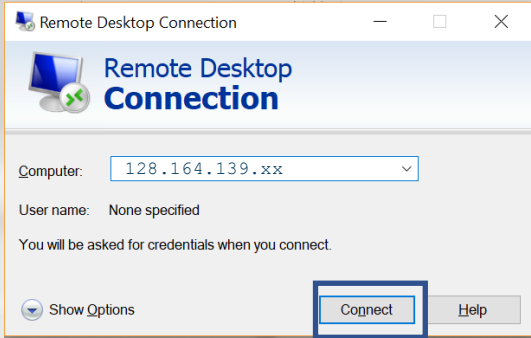 Remote Desktop Connection
Remote Desktop
Connection
Computer: 128.164.139.xx
User name: None specified
You will be asked for credentials when you connect.
Show Options Connect Help